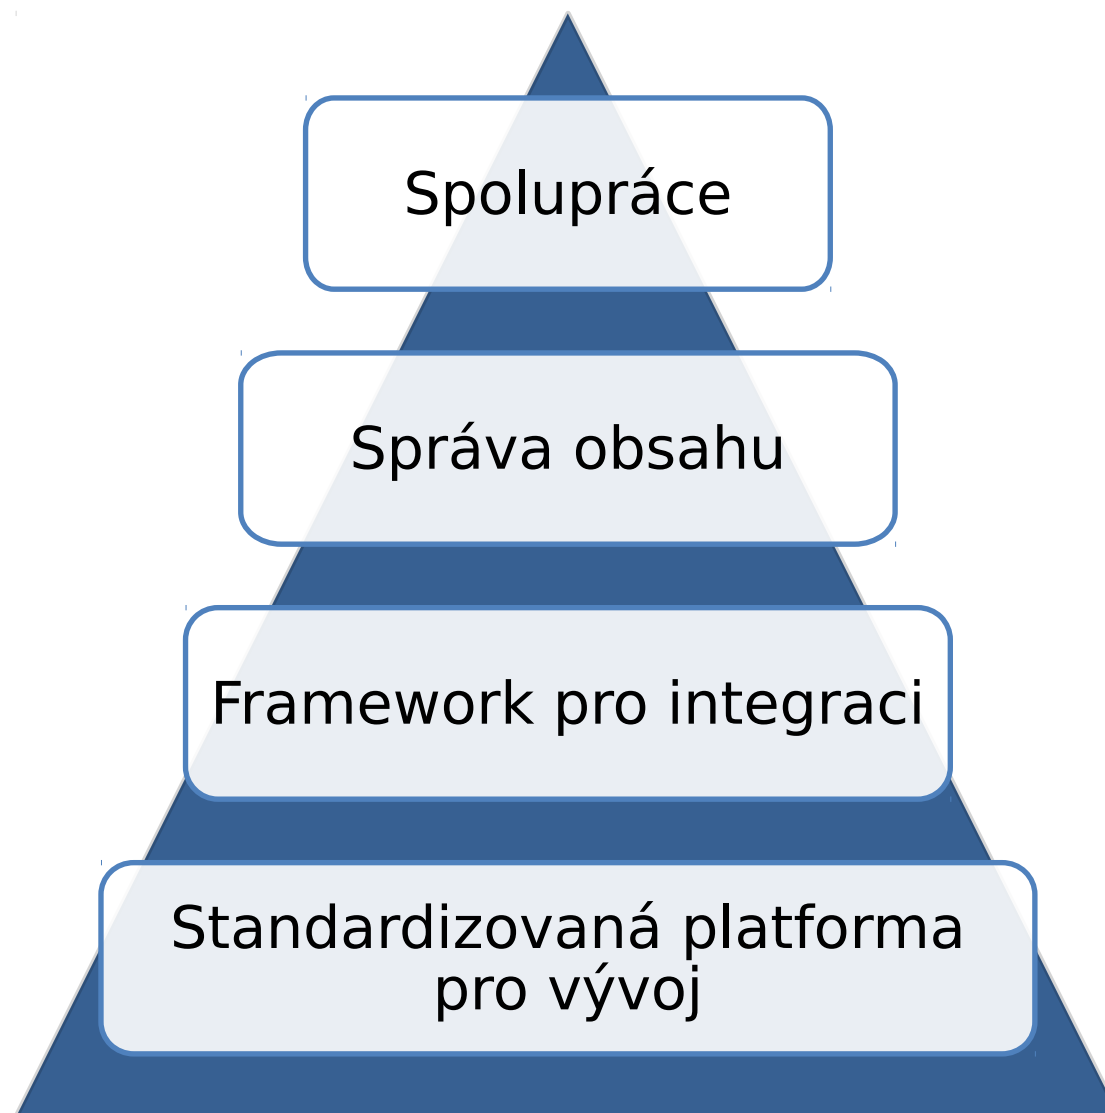 Spolupráce
Správa obsahu
Framework pro integraci
Standardizovaná platforma
pro vývoj